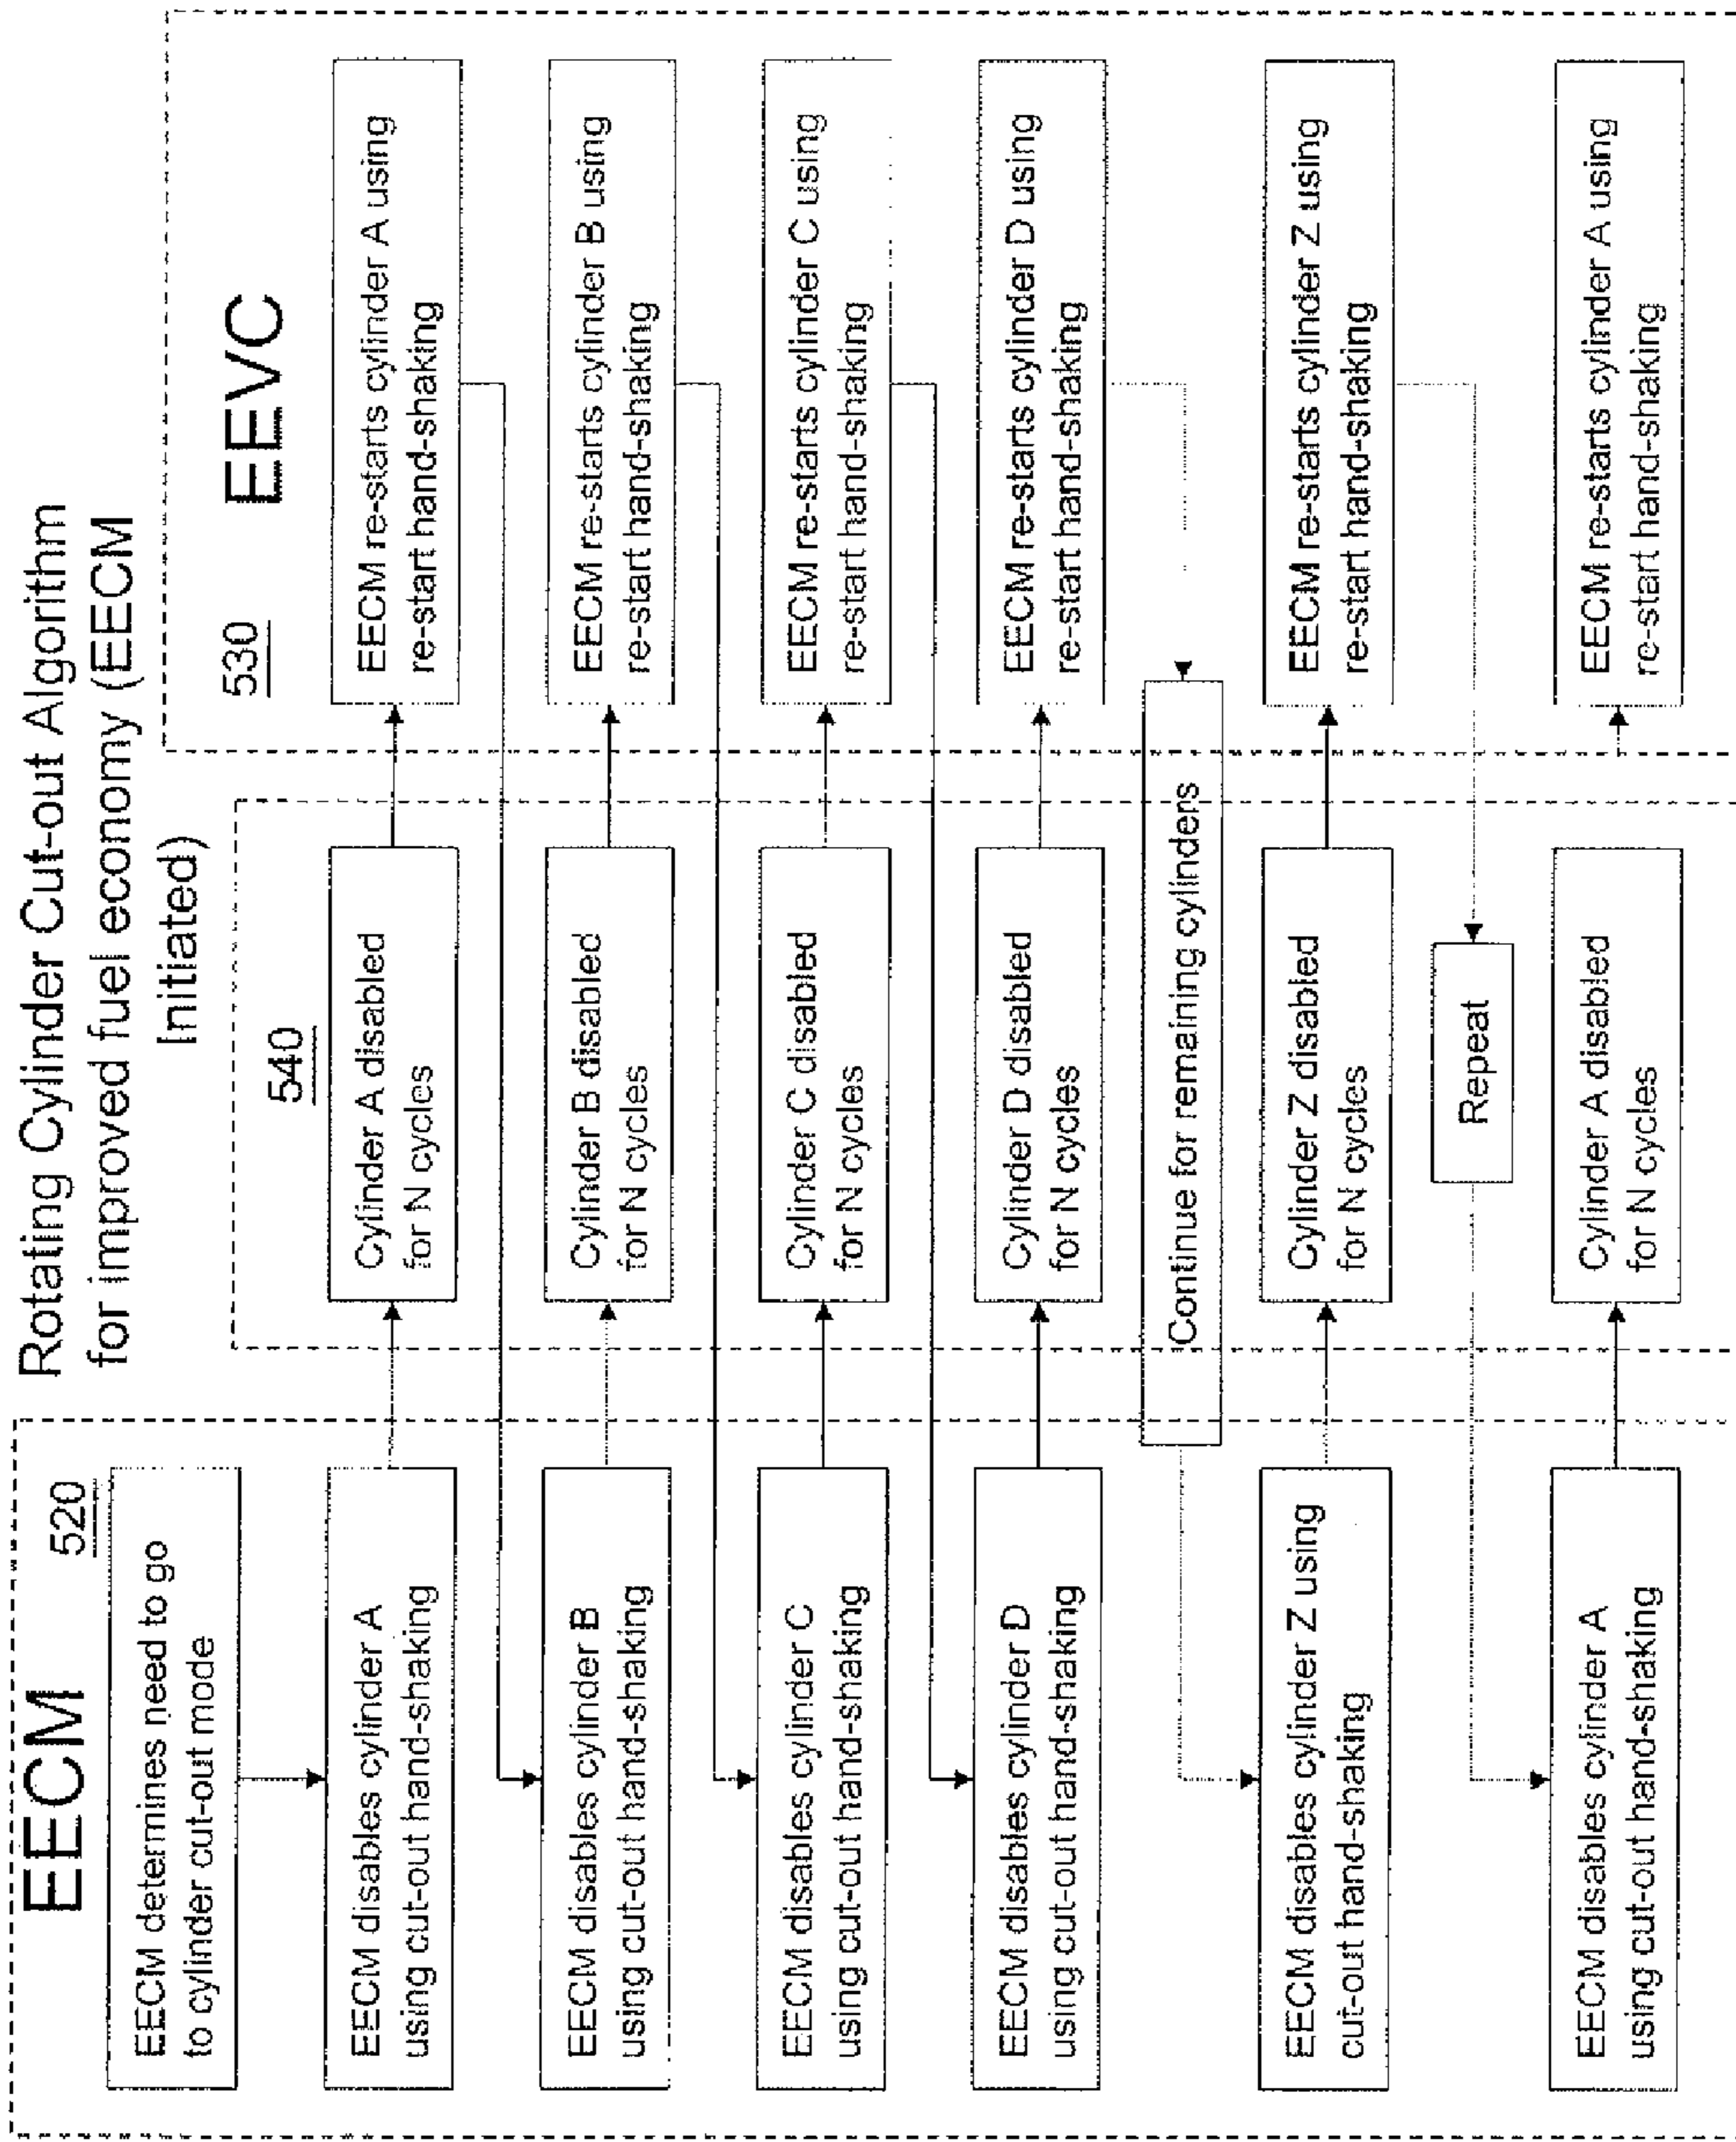 Rotating Cylinder Cut-out Algorithm
for improved fuel economy (EECM
Initiated)
EECM
520
540
530
EEVC
EECM determines need to go
to cylinder cut-out mode
EECM disables cylinder A
using cut-out hand-shaking
Cylinder A disabled
for N cycles
EECM re-starts cylinder A using
re-start hand-shaking
EECM disables cylinder B
using cut-out hand-shaking
Cylinder B disabled
for N cycles
EECM re-starts cylinder B using
re-start hand-shaking
EECM disables cylinder C
using cut-out hand-shaking
Cylinder C disabled
for N cycles
EECM re-starts cylinder C using
re-start hand-shaking
EECM disables cylinder D
using cut-out hand-shaking
Cylinder D disabled
for N cycles
EECM re-starts cylinder D using
re-start hand-shaking
Continue for remaining cylinders
EECM disables cylinder Z using
cut-out hand-shaking
Cylinder Z disabled
for N cycles
EECM re-starts cylinder Z using
re-start hand-shaking
Repeat
EECM disables cylinder A
using cut-out hand-shaking
Cylinder A disabled
for N cycles
EECM re-starts cylinder A using
re-start hand-shaking